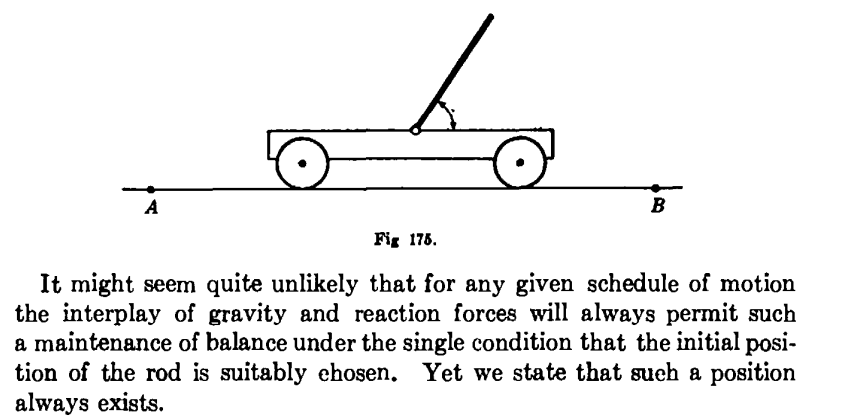 A
B
Fig 175.
It might seem quite unlikely that for any given schedule of motion
the interplay of gravity and reaction forces will always permit such
a maintenance of balance under the single condition that the initial posi-
tion of the rod is suitably chosen. Yet we state that such a position
always exists.